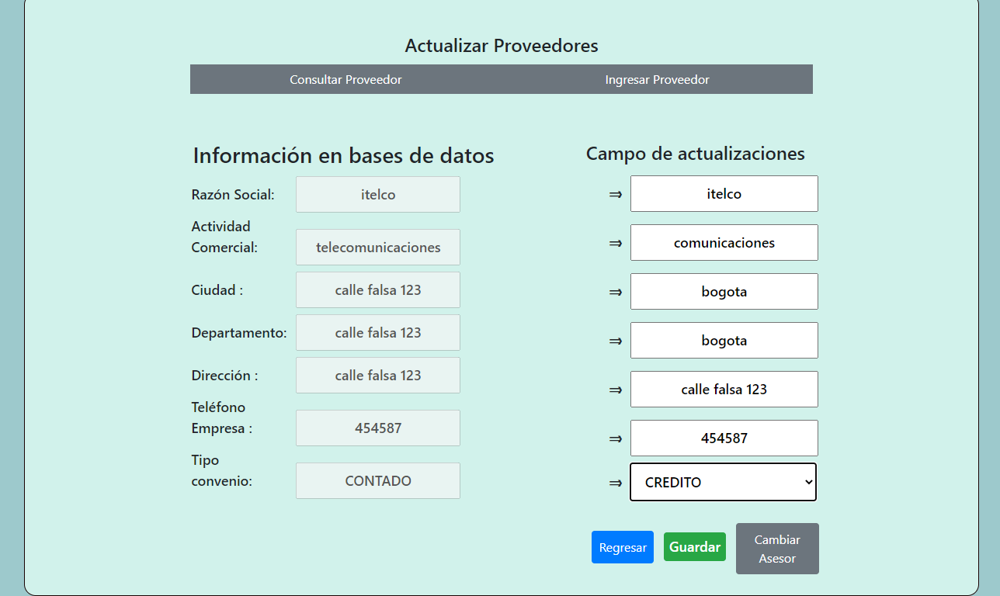 Actualizar Proveedores
Consultar Proveedor
Ingresar Proveedor
Información en bases de datos
Campo de actualizaciones
Razón Social:
itelco
⇒
itelco
Actividad
Comercial:
telecomunicaciones
⇒
comunicaciones
Ciudad :
calle falsa 123
⇒
bogota
Departamento:
calle falsa 123
⇒
bogota
Dirección :
calle falsa 123
⇒
calle falsa 123
Teléfono
Empresa :
454587
⇒
454587
Tipo
convenio:
CONTADO
⇒
CREDITO
Regresar
Guardar
Cambiar
Asesor